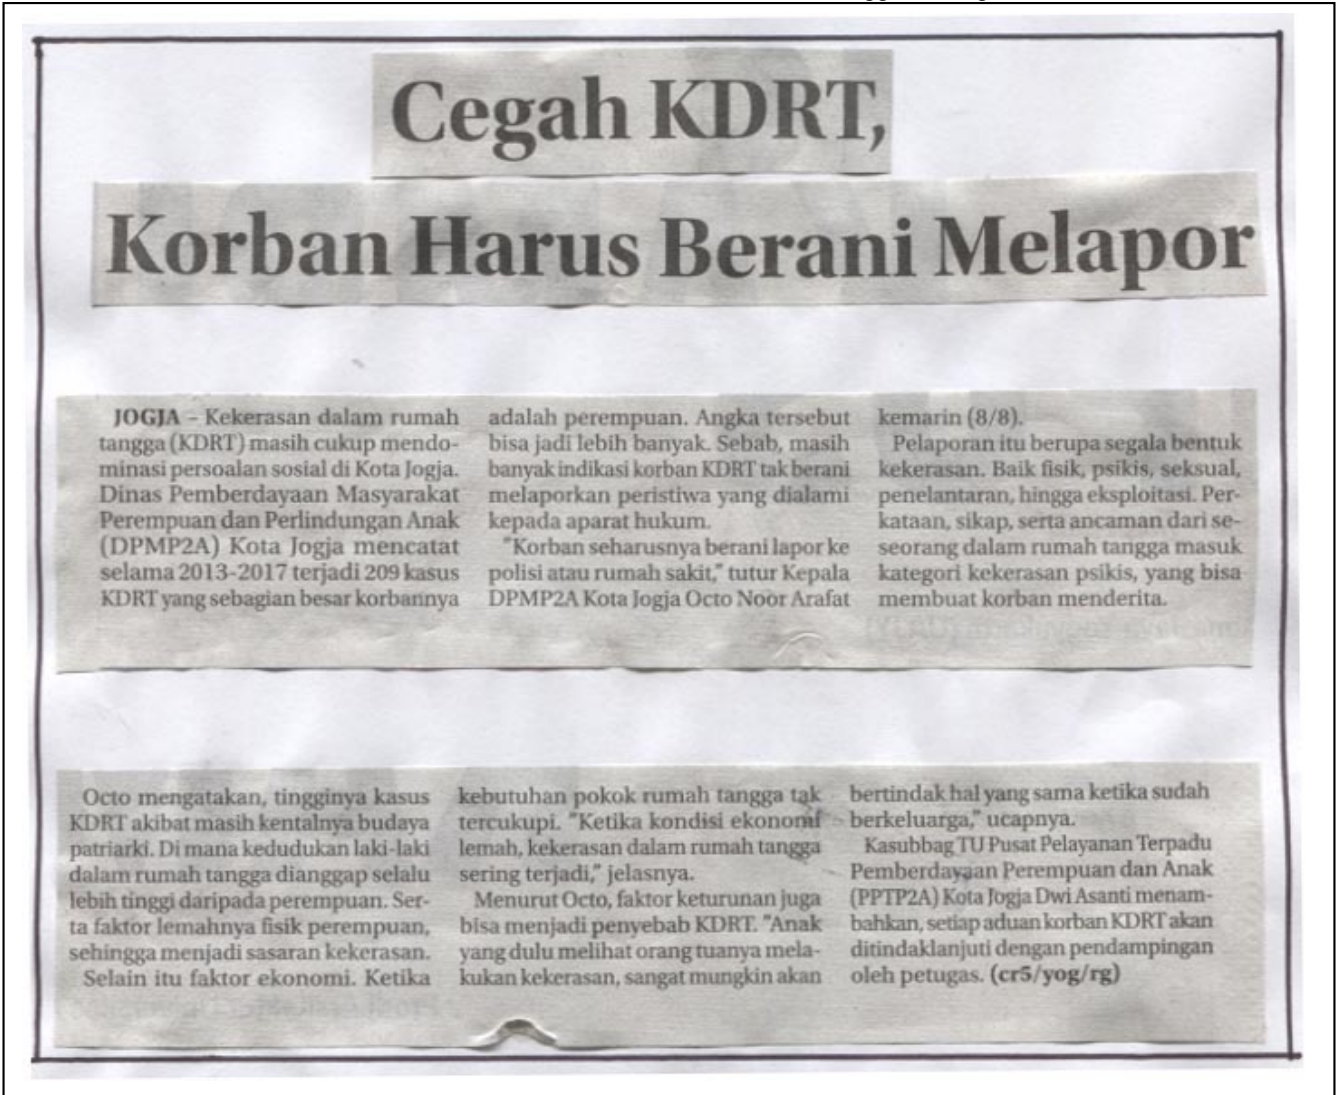 Cegah KDRT,
Korban Harus Berani Melapor
JOGJA – Kekerasan dalam rumah
tangga (KDRT) masih cukup mendo-
minasi persoalan sosial di Kota Jogja.
Dinas Pemberdayaan Masyarakat
Perempuan dan Perlindungan Anak
(DPMP2A) Kota Jogja mencatat
selama 2013-2017 terjadi 209 kasus
KDRT yang sebagian besar korbannya
adalah perempuan. Angka tersebut
bisa jadi lebih banyak. Sebab, masih
banyak indikasi korban KDRT tak berani
melaporkan peristiwa yang dialami
kepada aparat hukum.
"Korban seharusnya berani lapor ke
polisi atau rumah sakit," tutur Kepala
DPMP2A Kota Jogja Octo Noor Arafat
kemarin (8/8).
Pelaporan itu berupa segala bentuk
kekerasan. Baik fisik, psikis, seksual,
penelantaran, hingga eksploitasi. Per-
kataan, sikap, serta ancaman dari se-
seorang dalam rumah tangga masuk
kategori kekerasan psikis, yang bisa
membuat korban menderita.
Octo mengatakan, tingginya kasus
KDRT akibat masih kentalnya budaya
patriarki. Di mana kedudukan laki-laki
dalam rumah tangga dianggap selalu
lebih tinggi daripada perempuan. Ser-
ta faktor lemahnya fisik perempuan,
sehingga menjadi sasaran kekerasan.
Selain itu faktor ekonomi. Ketika
kebutuhan pokok rumah tangga tak
tercukupi. "Ketika kondisi ekonomi
lemah, kekerasan dalam rumah tangga
sering terjadi," jelasnya.
Menurut Octo, faktor keturunan juga
bisa menjadi penyebab KDRT. "Anak
yang dulu melihat orang tuanya mela-
kukan kekerasan, sangat mungkin akan
bertindak hal yang sama ketika sudah
berkeluarga," ucapnya.
Kasubbag TU Pusat Pelayanan Terpadu
Pemberdayaan Perempuan dan Anak
(PPTP2A) Kota Jogja Dwi Asanti menam-
bahkan, setiap aduan korban KDRT akan
ditindaklanjuti dengan pendampingan
oleh petugas. (cr5/yog/rg)